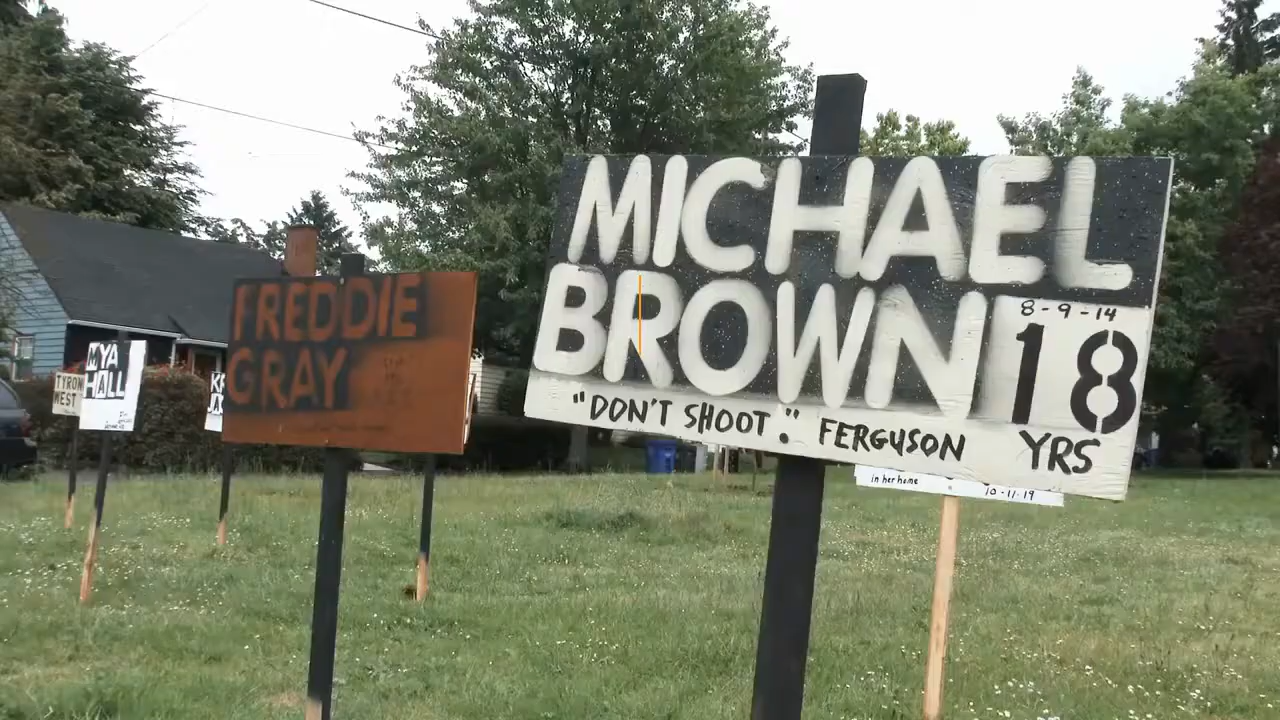 MICHAEL
BROWN
8-9-14
18
YRS
"DON'T SHOOT." FERGUSON
in her home 10-11-19
FREDDIE
GRAY
MYA
HALL
TYRON
WEST